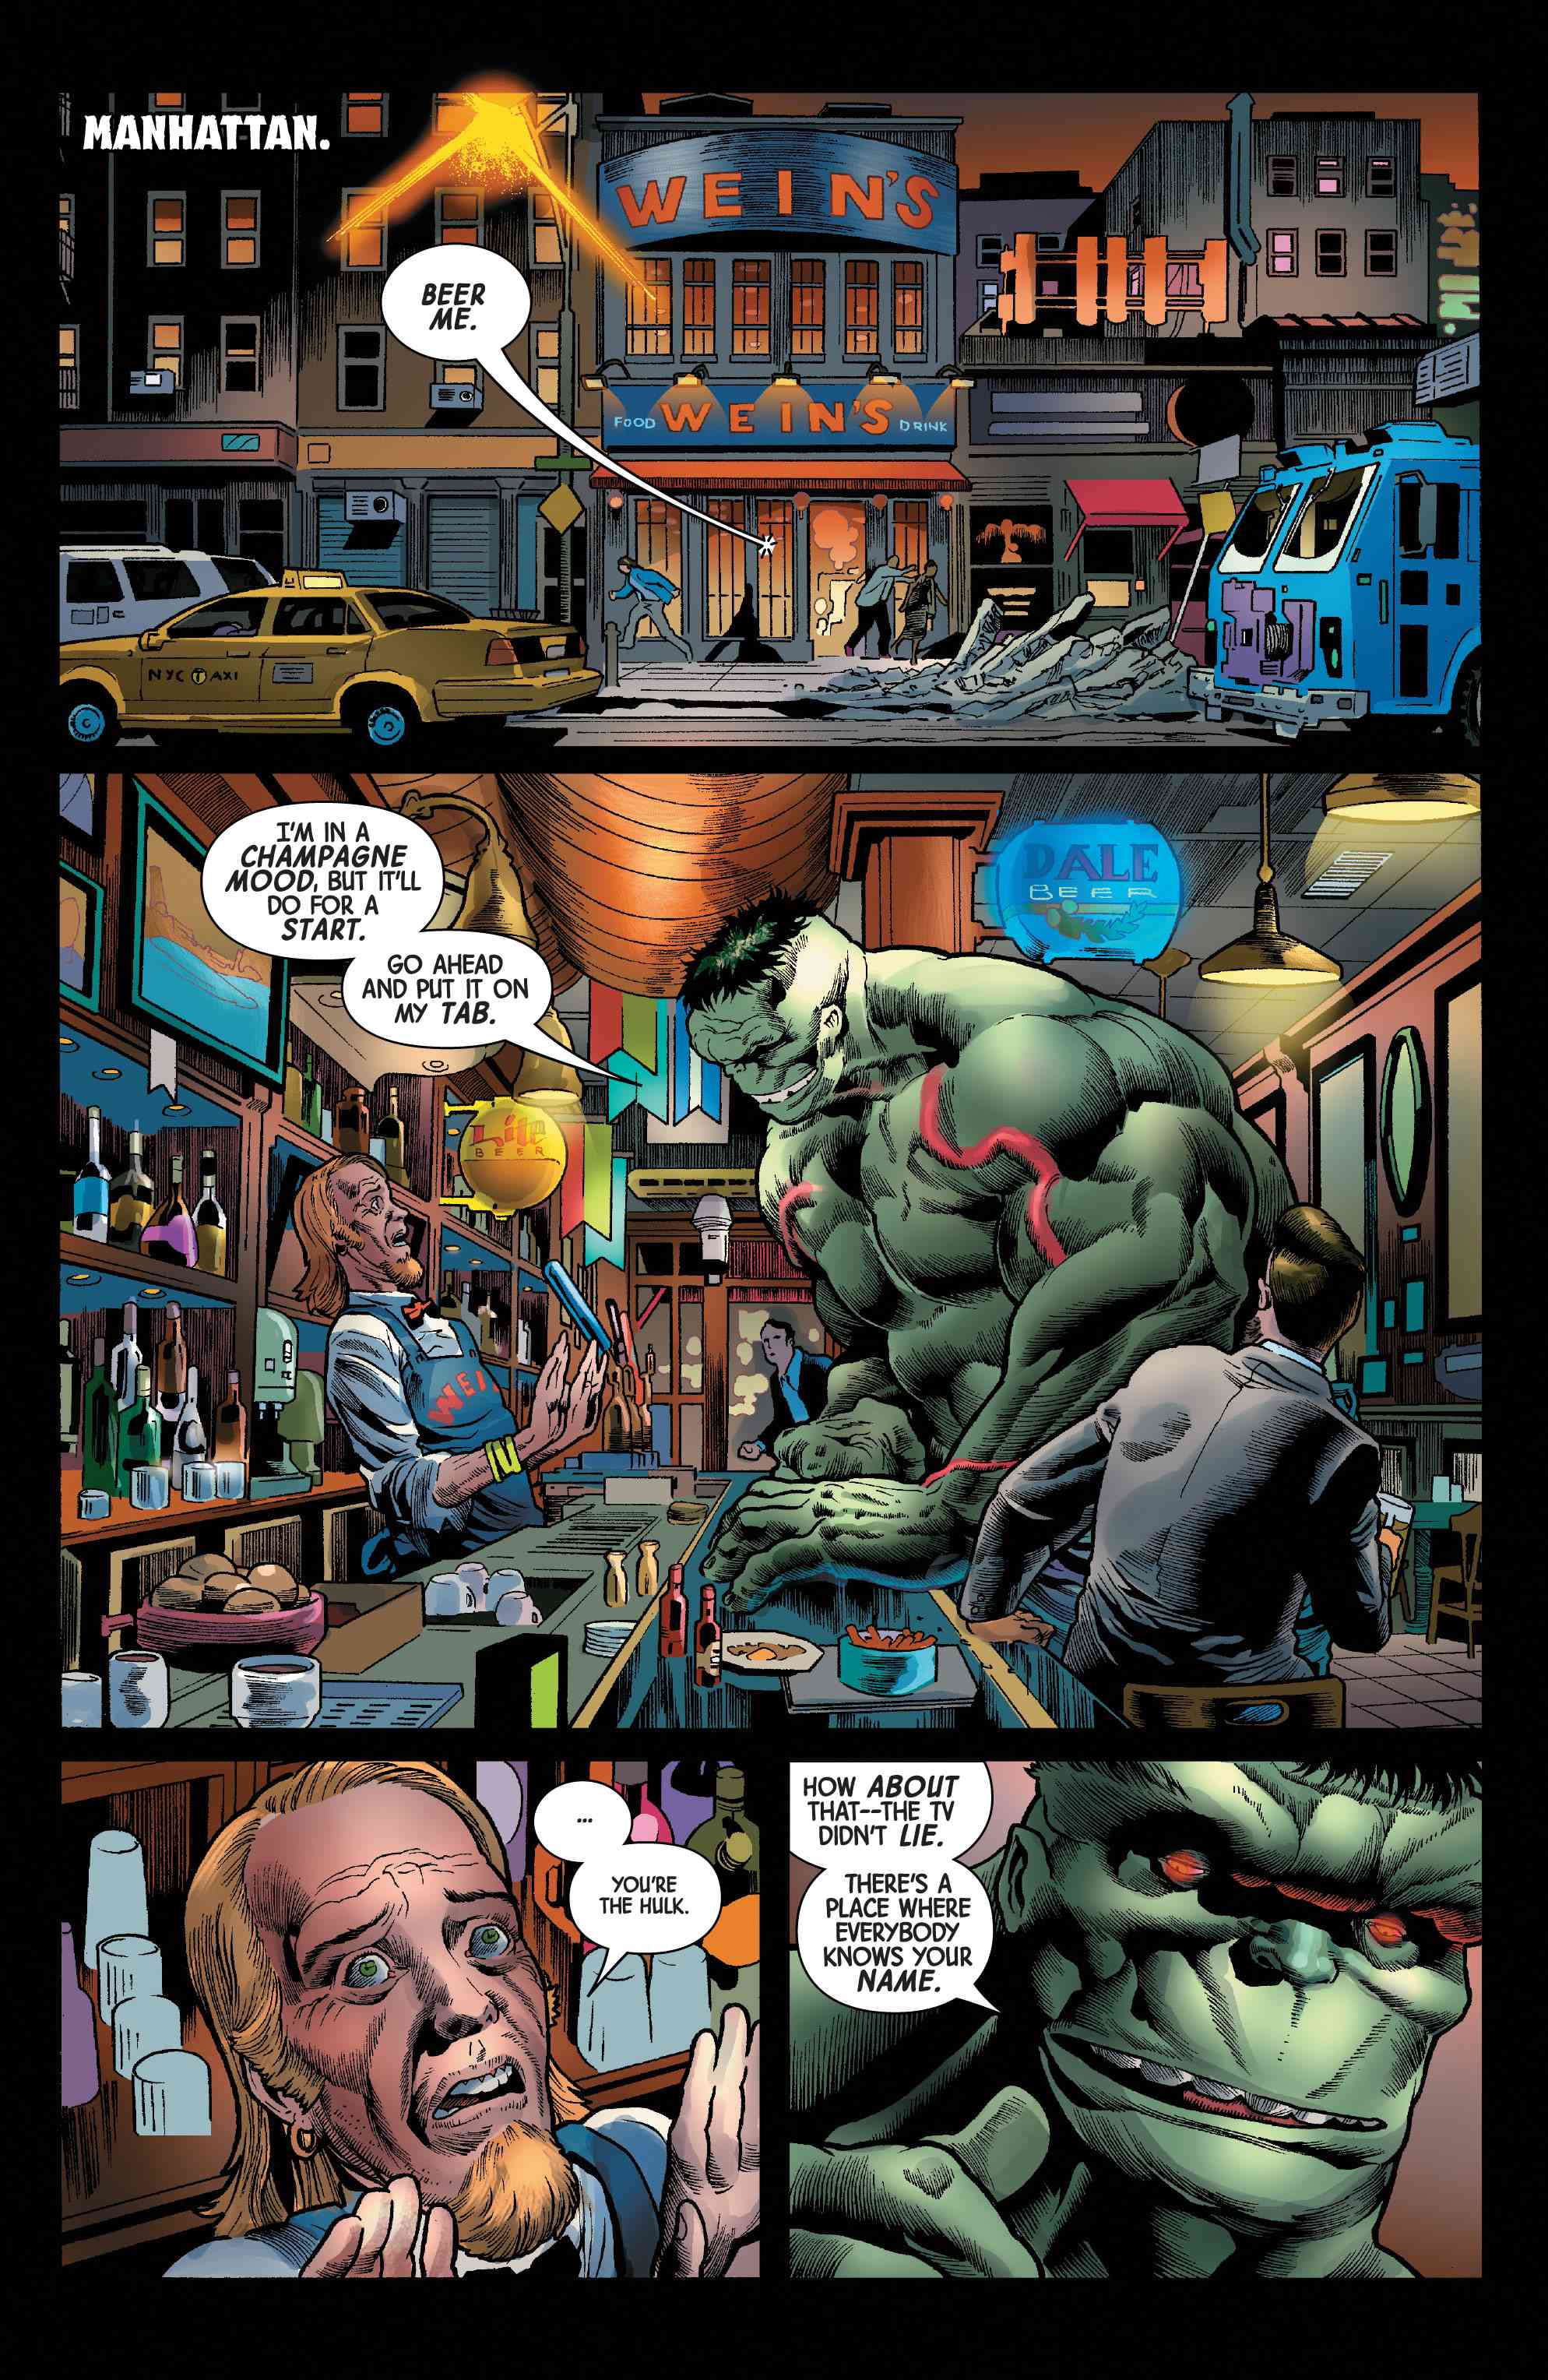 MANHATTAN.
WEIN'S
BEER
ME.
FOOD WEIN'S DRINK
NYC TAXI
I'M IN A
CHAMPAGNE
MOOD, BUT IT'LL
DO FOR A
START.
GO AHEAD
AND PUT IT ON
MY TAB.
DALE
BEER
Lite
BEER
WEI
...
YOU'RE
THE HULK.
HOW ABOUT
THAT--THE TV
DIDN'T LIE.
THERE'S A
PLACE WHERE
EVERYBODY
KNOWS YOUR
NAME.